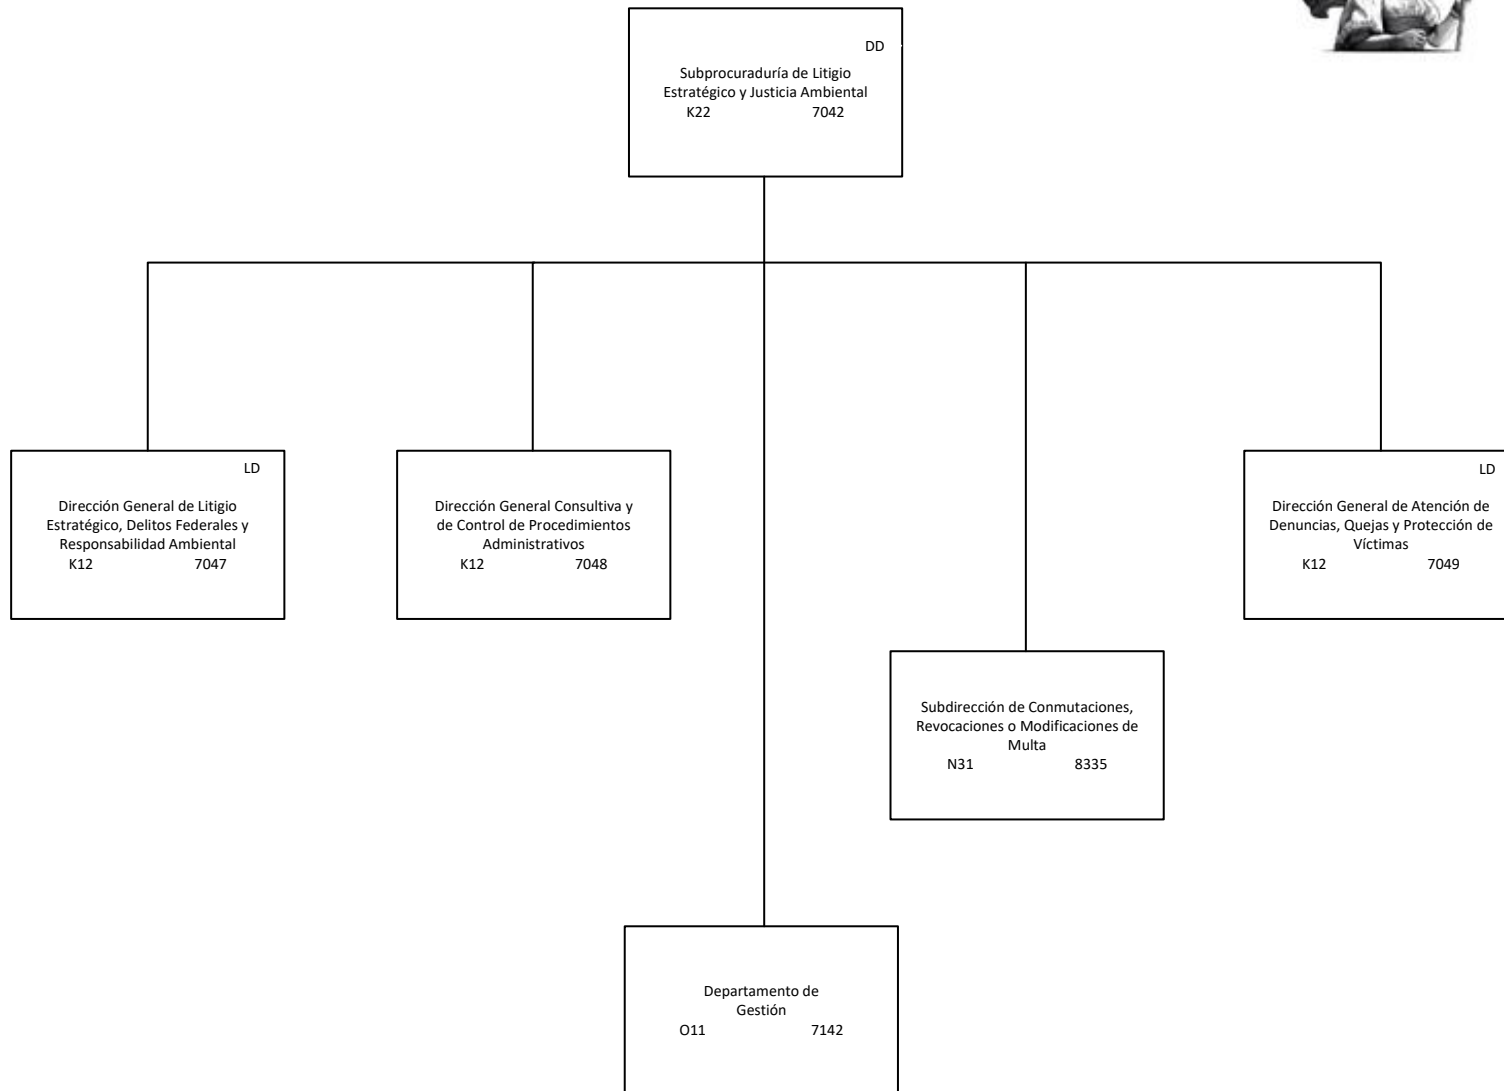 DD
Subprocuraduría de Litigio
Estratégico y Justicia Ambiental
K22 7042
LD
Dirección General de Litigio
Estratégico, Delitos Federales y
Responsabilidad Ambiental
K12 7047
Dirección General Consultiva y
de Control de Procedimientos
Administrativos
K12 7048
LD
Dirección General de Atención de
Denuncias, Quejas y Protección de
Víctimas
K12 7049
Subdirección de Conmutaciones,
Revocaciones o Modificaciones de
Multa
N31 8335
Departamento de
Gestión
O11 7142